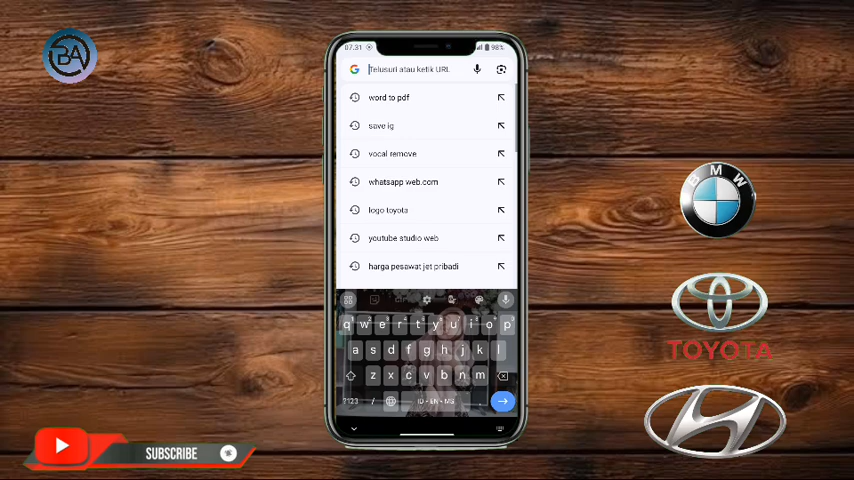 BA
07.31
98%
Telusuri atau ketik URL
word to pdf
save ig
vocal remove
whatsapp web.com
logo toyota
youtube studio web
harga pesawat jet pribadi
q w e r t y u i o p
a s d f g h j k l
z x c v b n m
?123 / ID • EN • MS .
SUBSCRIBE
BMW
TOYOTA